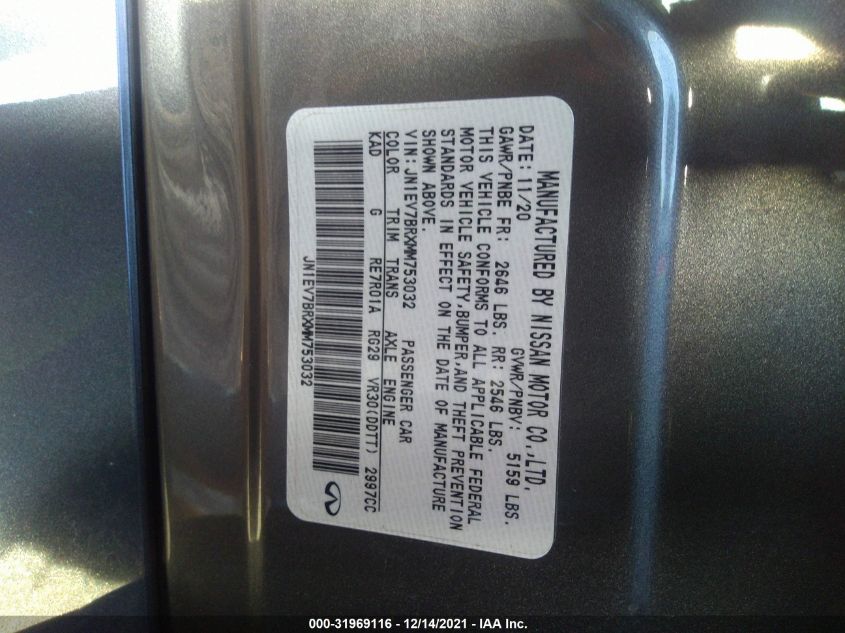 MANUFACTURED BY NISSAN MOTOR CO.,LTD.
DATE: 11/20 GVWR/PNBV: 5159 LBS.
GAWR/PNBE FR: 2646 LBS. RR: 2546 LBS.
THIS VEHICLE CONFORMS TO ALL APPLICABLE FEDERAL
MOTOR VEHICLE SAFETY,BUMPER,AND THEFT PREVENTION
STANDARDS IN EFFECT ON THE DATE OF MANUFACTURE
SHOWN ABOVE.
VIN: JN1EV7BRXMM753032 PASSENGER CAR
COLOR TRIM TRANS AXLE ENGINE
KAD G RE7R01A RG29 VR30(DDTT) 2997CC
JN1EV7BRXMM753032
000-31969116 - 12/14/2021 - IAA Inc.